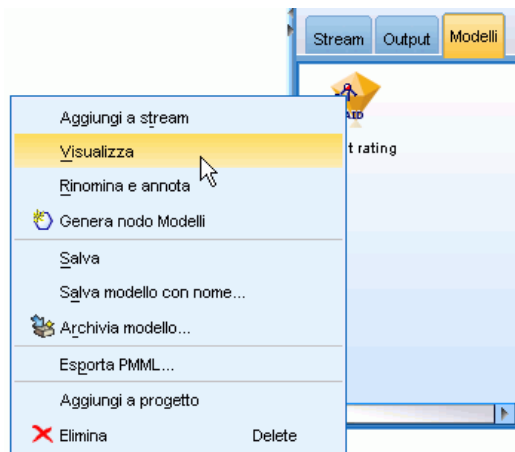 Stream Output Modelli
AID
t rating
Aggiungi a stream
Visualizza
Rinomina e annota
Genera nodo Modelli
Salva
Salva modello con nome...
Archivia modello...
Esporta PMML...
Aggiungi a progetto
Elimina Delete